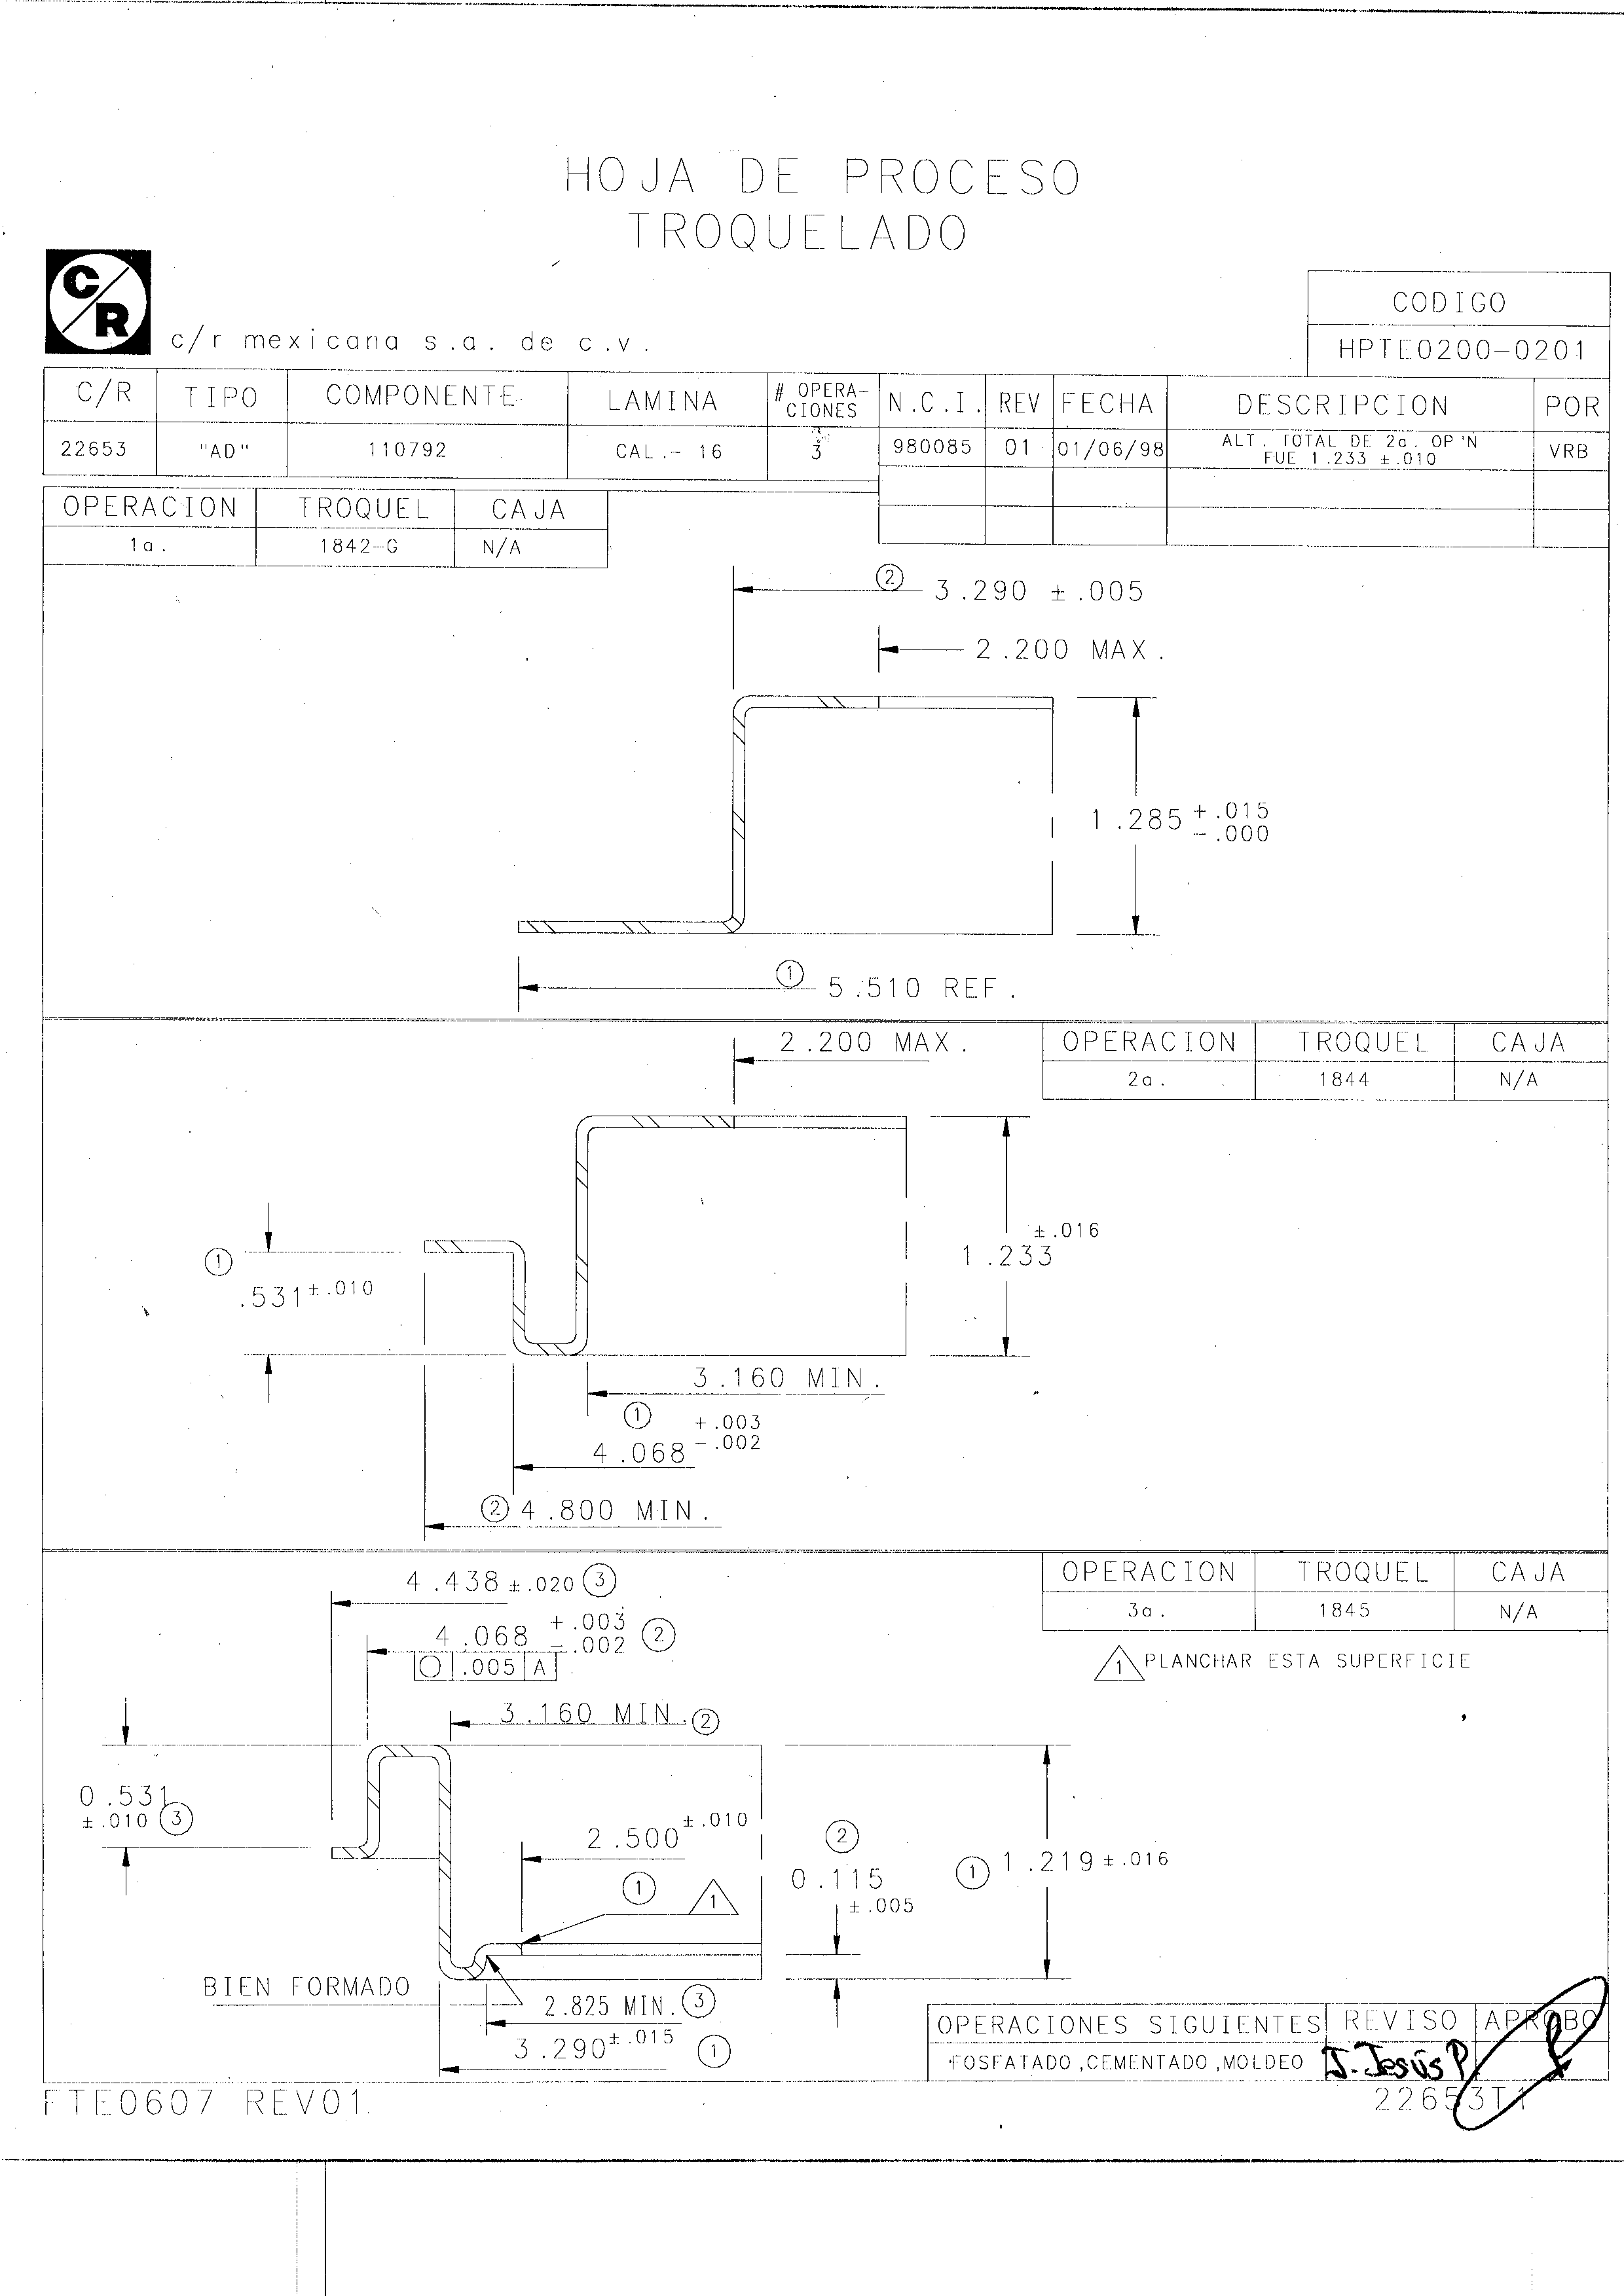 HOJA DE PROCESO
TROQUELADO
C/R
c/r mexicana s.a. de c.v.
CODIGO
HPTE0200-0201
C/R TIPO COMPONENTE LAMINA # OPERA-CIONES N.C.I. REV FECHA DESCRIPCION POR
22653 "AD" 110792 CAL.- 16 3 980085 01 01/06/98 ALT. TOTAL DE 2a. OP'N FUE 1.233 ±.010 VRB
OPERACION TROQUEL CAJA
1a. 1842-G N/A
② 3.290 ±.005
2.200 MAX.
1.285 +.015 -.000
① 5.510 REF.
OPERACION TROQUEL CAJA
2a. 1844 N/A
2.200 MAX.
① .531 ±.010
1.233 ±.016
3.160 MIN.
① 4.068 +.003 -.002
② 4.800 MIN.
OPERACION TROQUEL CAJA
3a. 1845 N/A
1 PLANCHAR ESTA SUPERFICIE
4.438 ±.020 ③
4.068 +.003 -.002 ②
○ .005 A
3.160 MIN. ②
0.531 ±.010 ③
2.500 ±.010
① 1
② 0.115 ±.005
① 1.219 ±.016
BIEN FORMADO
2.825 MIN. ③
3.290 ±.015 ①
OPERACIONES SIGUIENTES REVISO APROBO
FOSFATADO,CEMENTADO,MOLDEO J. Jesús P
FTE0607 REV01.
22653T1